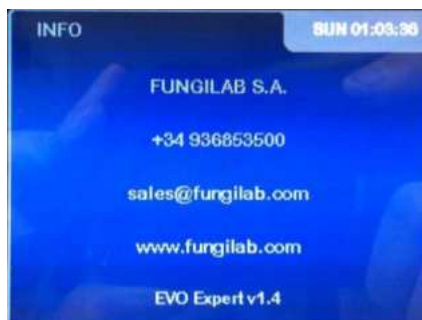 INFO
SUN 01:03:36
FUNGILAB S.A.
+34 936853500
sales@fungilab.com
www.fungilab.com
EVO Expert v1.4